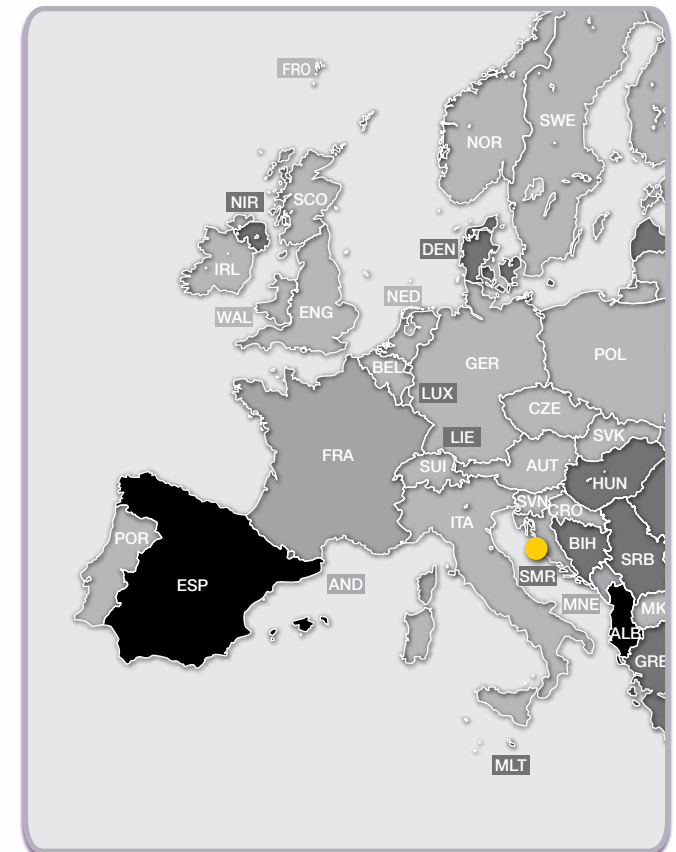 FRO
SWE
NOR
NIR
SCO
DEN
IRL
NED
WAL
ENG
POL
GER
BEL
LUX
CZE
LIE
SVK
FRA
SUI
AUT
HUN
SVN
CRO
ITA
POR
BIH
SRB
SMR
ESP
AND
MNE
MK
ALB
GRE
MLT